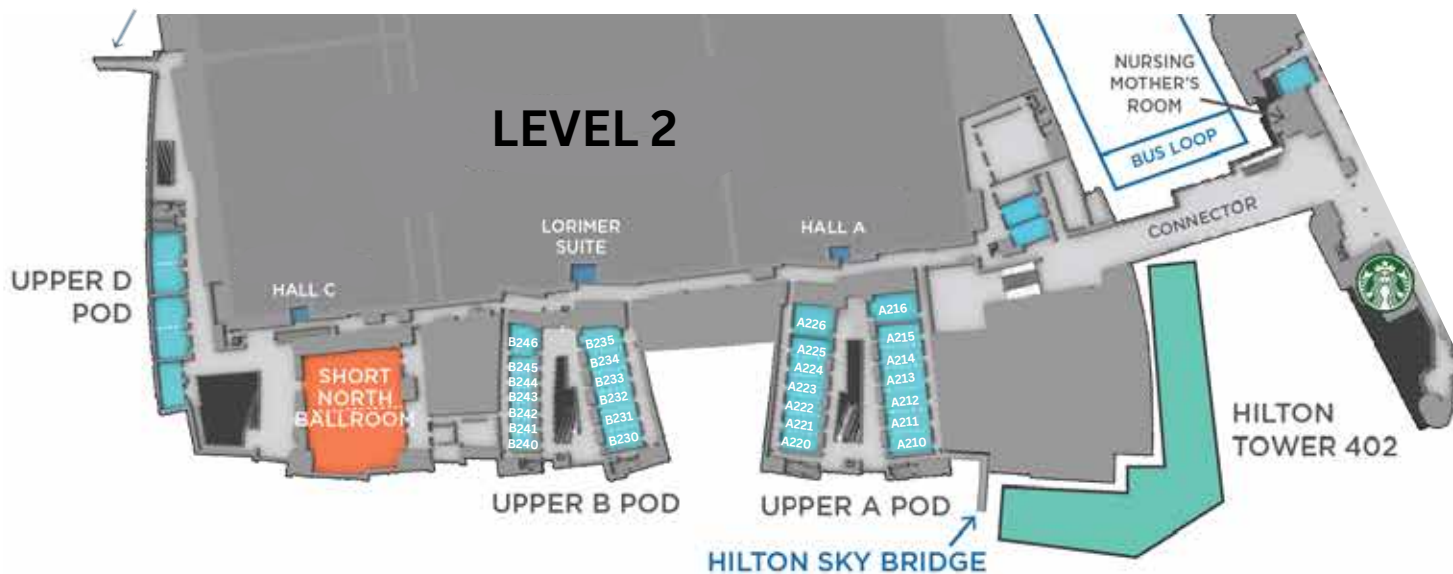 NURSING
MOTHER'S
ROOM
LEVEL 2
BUS LOOP
CONNECTOR
LORIMER
SUITE
HALL A
UPPER D
POD
HALL C
SHORT
NORTH
BALLROOM
B246
B245
B244
B243
B242
B241
B240
B235
B234
B233
B232
B231
B230
A226
A225
A224
A223
A222
A221
A220
A216
A215
A214
A213
A212
A211
A210
HILTON
TOWER 402
UPPER B POD
UPPER A POD
HILTON SKY BRIDGE